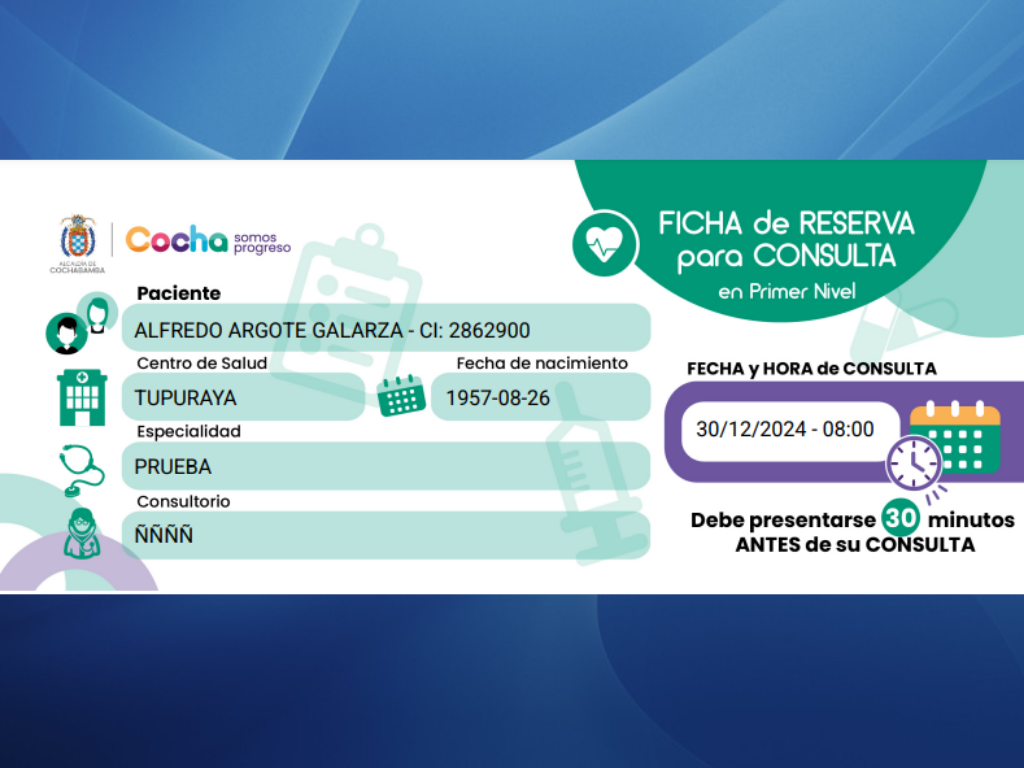 ALCALDÍA DE
COCHABAMBA
Cocha somos
progreso
FICHA de RESERVA
para CONSULTA
en Primer Nivel
Paciente
ALFREDO ARGOTE GALARZA - CI: 2862900
Centro de Salud
Fecha de nacimiento
TUPURAYA
1957-08-26
Especialidad
PRUEBA
Consultorio
ÑÑÑÑ
FECHA y HORA de CONSULTA
30/12/2024 - 08:00
Debe presentarse 30 minutos
ANTES de su CONSULTA